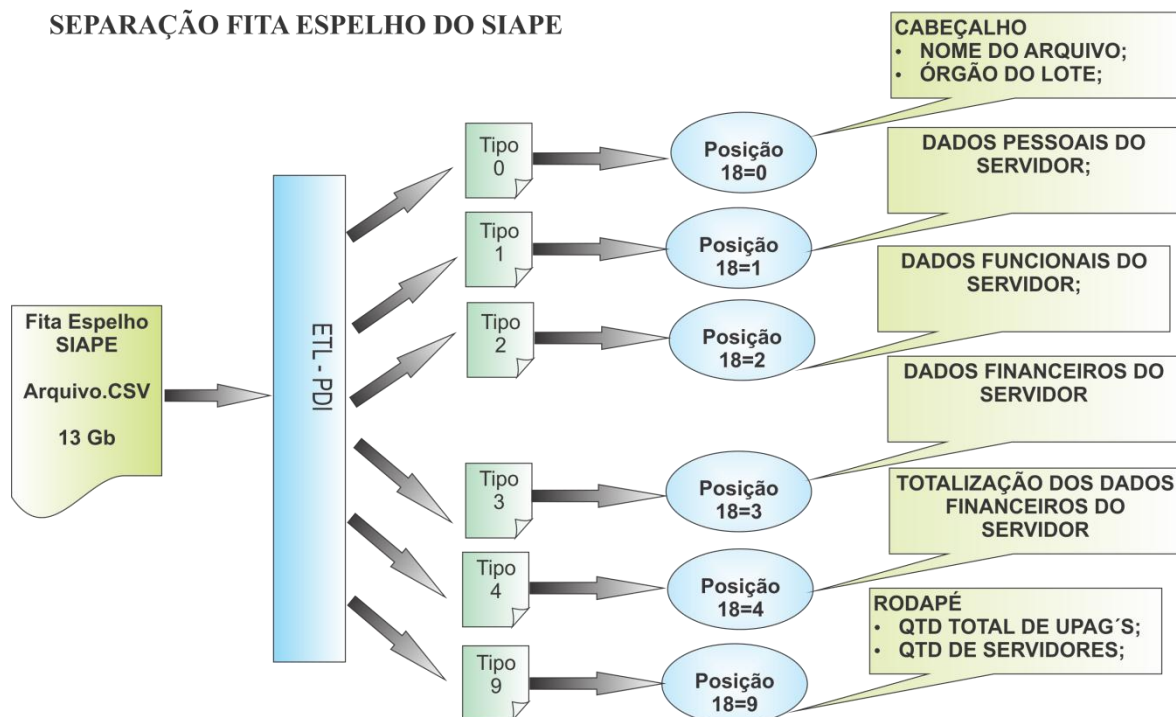 SEPARAÇÃO FITA ESPELHO DO SIAPE
Fita Espelho
SIAPE
Arquivo.CSV
13 Gb
ETL - PDI
Tipo
0
Posição
18=0
CABEÇALHO
• NOME DO ARQUIVO;
• ÓRGÃO DO LOTE;
Tipo
1
Posição
18=1
DADOS PESSOAIS DO
SERVIDOR;
Tipo
2
Posição
18=2
DADOS FUNCIONAIS DO
SERVIDOR;
Tipo
3
Posição
18=3
DADOS FINANCEIROS DO
SERVIDOR
Tipo
4
Posição
18=4
TOTALIZAÇÃO DOS DADOS
FINANCEIROS DO
SERVIDOR
Tipo
9
Posição
18=9
RODAPÉ
• QTD TOTAL DE UPAG´S;
• QTD DE SERVIDORES;